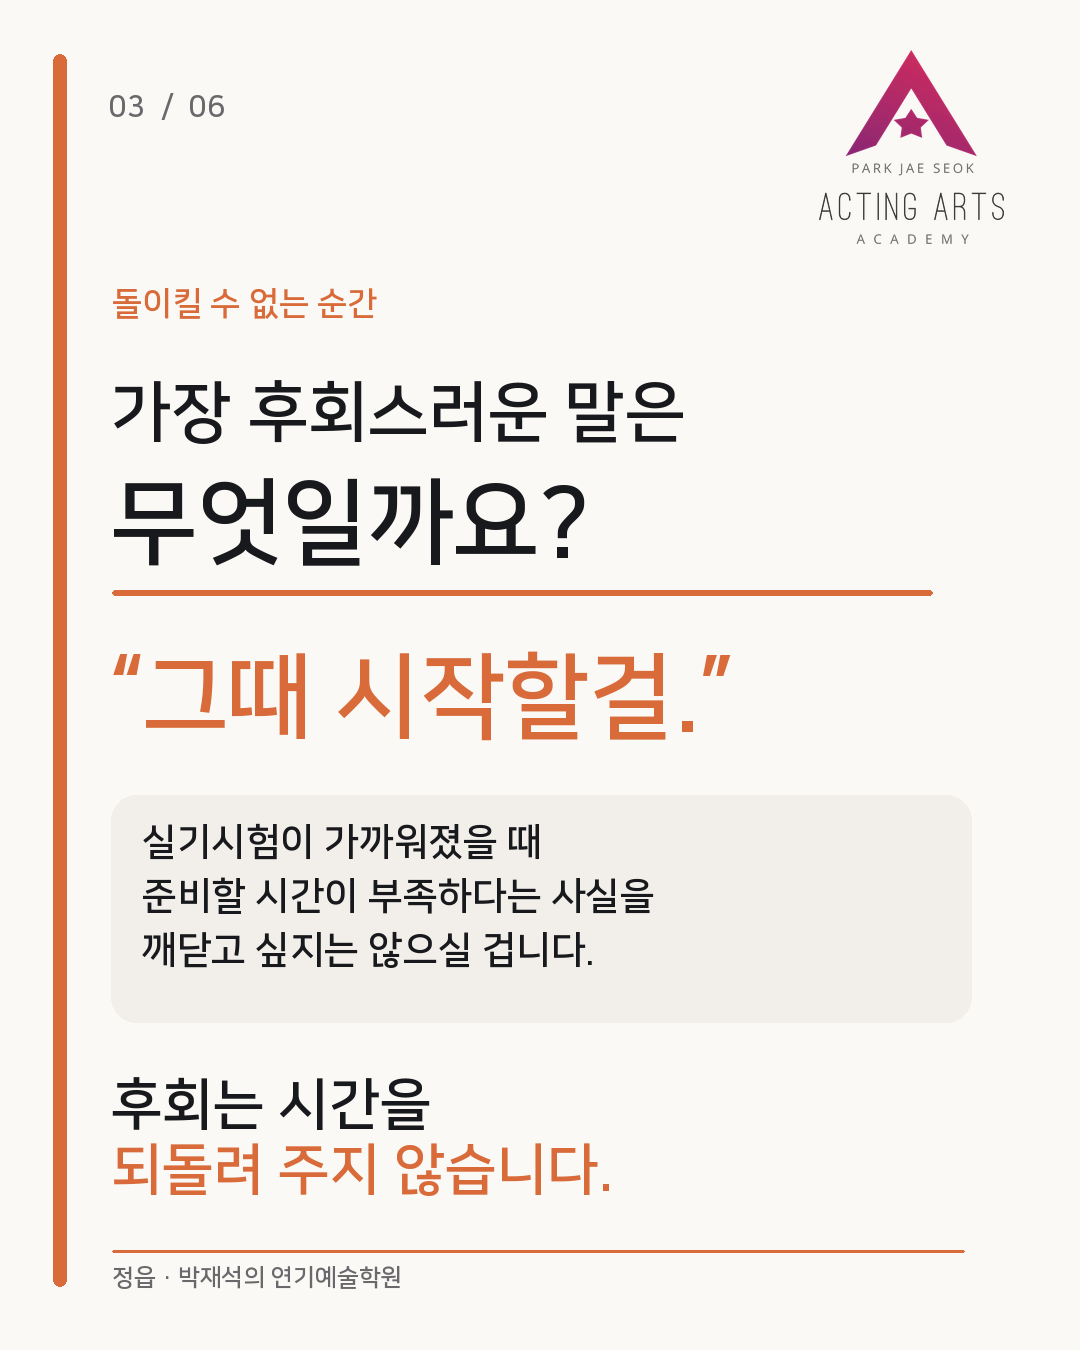 03 / 06
PARK JAE SEOK
ACTING ARTS
ACADEMY
돌이킬 수 없는 순간
가장 후회스러운 말은
무엇일까요?
“그때 시작할걸.”
실기시험이 가까워졌을 때
준비할 시간이 부족하다는 사실을
깨닫고 싶지는 않으실 겁니다.
후회는 시간을
되돌려 주지 않습니다.
정읍 · 박재석의 연기예술학원